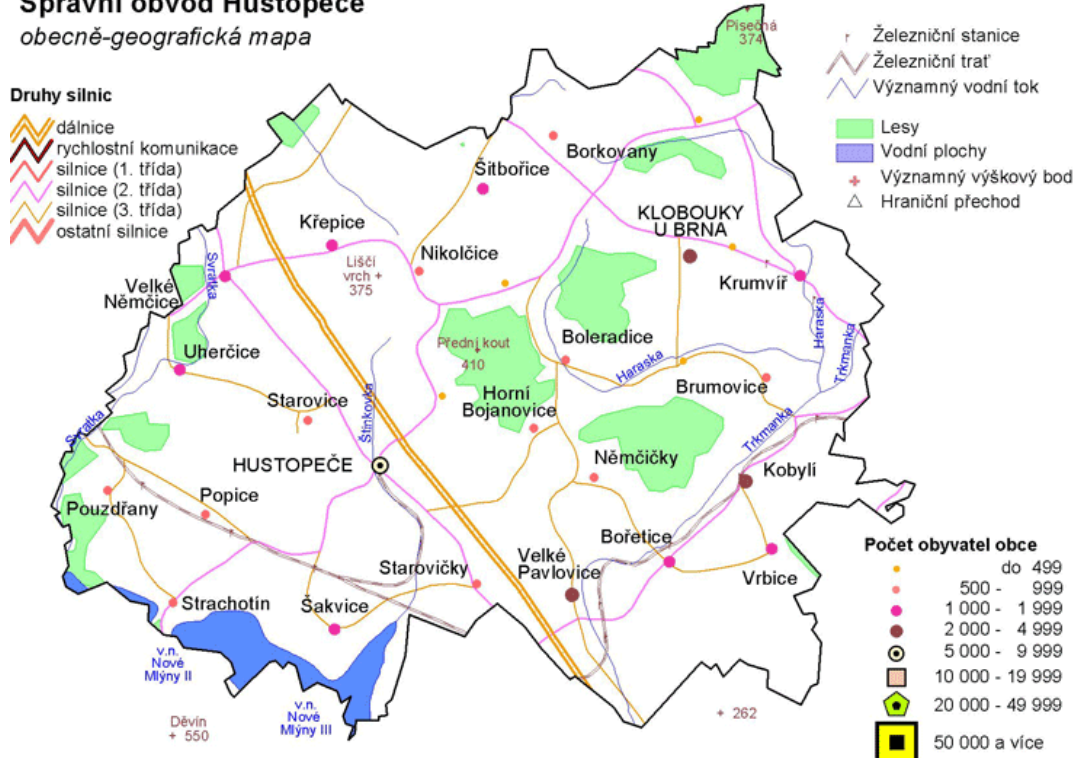 Správní obvod Hustopeče
obecně-geografická mapa
Druhy silnic
dálnice
rychlostní komunikace
silnice (1. třída)
silnice (2. třída)
silnice (3. třída)
ostatní silnice
Železniční stanice
Železniční trať
Významný vodní tok
Lesy
Vodní plochy
Významný výškový bod
Hraniční přechod
Písečná
374
Borkovany
Šitbořice
KLOBOUKY
U BRNA
Křepice
Nikolčice
Liščí
vrch +
375
Krumvíř
Svratka
Velké
Němčice
Haraska
Trkmanka
Boleradice
Přední kout
410
Uherčice
Haraska
Brumovice
Horní
Bojanovice
Starovice
Štinkovka
Svratka
Trkmanka
HUSTOPEČE
Němčičky
Kobylí
Popice
Pouzdřany
Bořetice
Velké
Pavlovice
Starovičky
Vrbice
Strachotín
Šakvice
v.n.
Nové
Mlýny II
v.n.
Nové
Mlýny III
Děvín
+ 550
+ 262
Počet obyvatel obce
do 499
500 - 999
1 000 - 1 999
2 000 - 4 999
5 000 - 9 999
10 000 - 19 999
20 000 - 49 999
50 000 a více